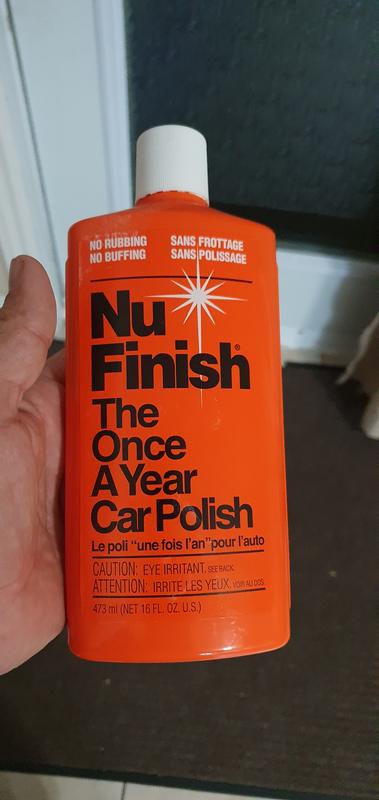 NO RUBBING SANS FROTTAGE
NO BUFFING SANS POLISSAGE
Nu
Finish®
The
Once
A Year
Car Polish
Le poli "une fois l'an" pour l'auto
CAUTION: EYE IRRITANT. SEE BACK.
ATTENTION: IRRITE LES YEUX. VOIR AU DOS.
473 ml (NET 16 FL. OZ. U.S.)